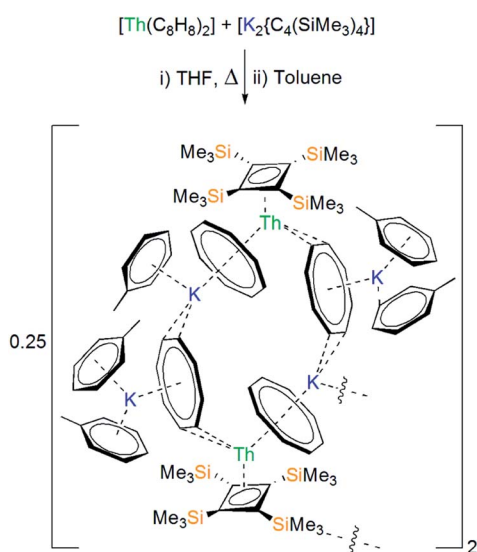 [Th(C₈H₈)₂] + [K₂{C₄(SiMe₃)₄}]
i) THF, Δ ii) Toluene
Me₃Si SiMe₃
Me₃Si SiMe₃
Th
K
K
0.25
K
K
Th
Me₃Si SiMe₃
Me₃Si SiMe₃
2